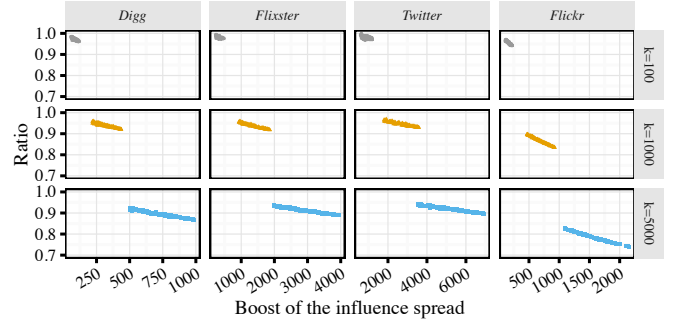 Digg Flixster Twitter Flickr
1.0
0.9
0.8
0.7
k=100
1.0
0.9
0.8
0.7
k=1000
1.0
0.9
0.8
0.7
k=5000
Ratio
250 500 750 1000 1000 2000 3000 4000 2000 4000 6000 500 1000 1500 2000
Boost of the influence spread